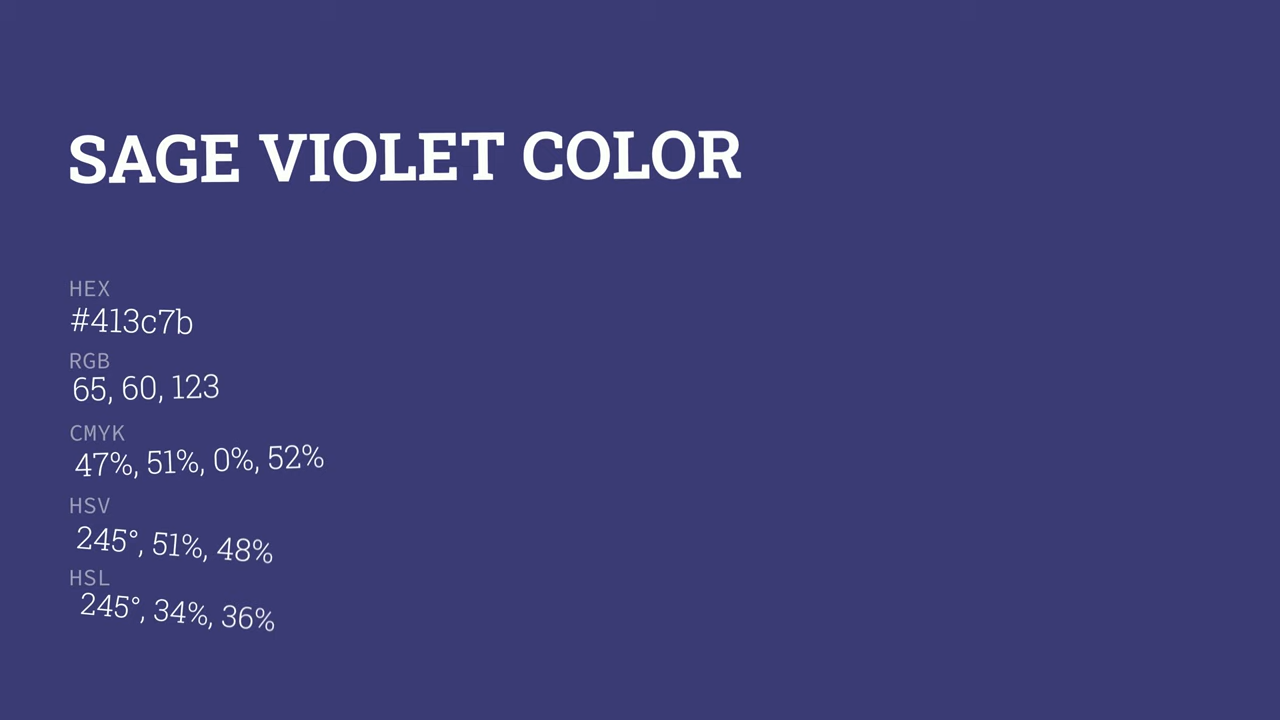 SAGE VIOLET COLOR
HEX
#413c7b
RGB
65, 60, 123
CMYK
47%, 51%, 0%, 52%
HSV
245°, 51%, 48%
HSL
245°, 34%, 36%